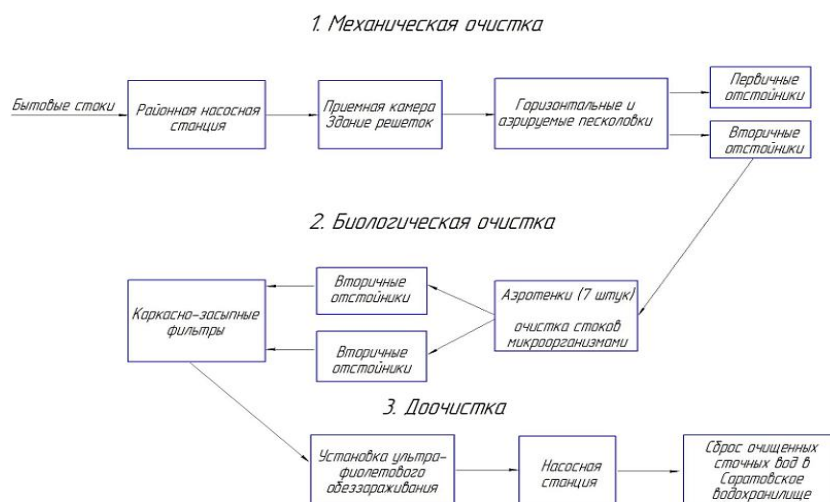 1. Механическая очистка
Бытовые стоки
Районная насосная
станция
Приемная камера
Здание решеток
Горизонтальные и
аэрируемые песколовки
Первичные
отстойники
Вторичные
отстойники
2. Биологическая очистка
Каркасно-засыпные
фильтры
Вторичные
отстойники
Вторичные
отстойники
Аэротенки (7 штук)
очистка стоков
микроорганизмами
3. Доочистка
Установка ультра-
фиолетового
обеззараживания
Насосная
станция
Сброс очищенных
сточных вод в
Саратовское
водохранилище